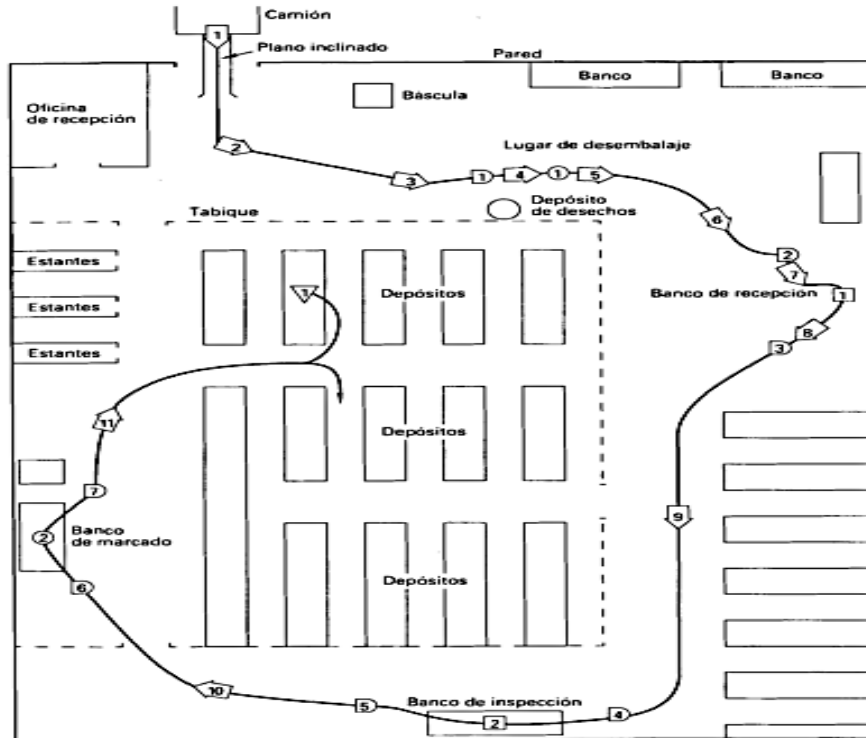 Camión
1
Plano inclinado
Pared
Banco
Banco
Báscula
Oficina
de recepción
2
Lugar de desembalaje
3
1
4
1
5
Depósito
de desechos
Tabique
6
Estantes
2
7
1
Depósitos
Banco de recepción
1
Estantes
8
3
Estantes
11
Depósitos
7
9
Banco
de marcado
2
Depósitos
6
10
Banco de inspección
5
2
4